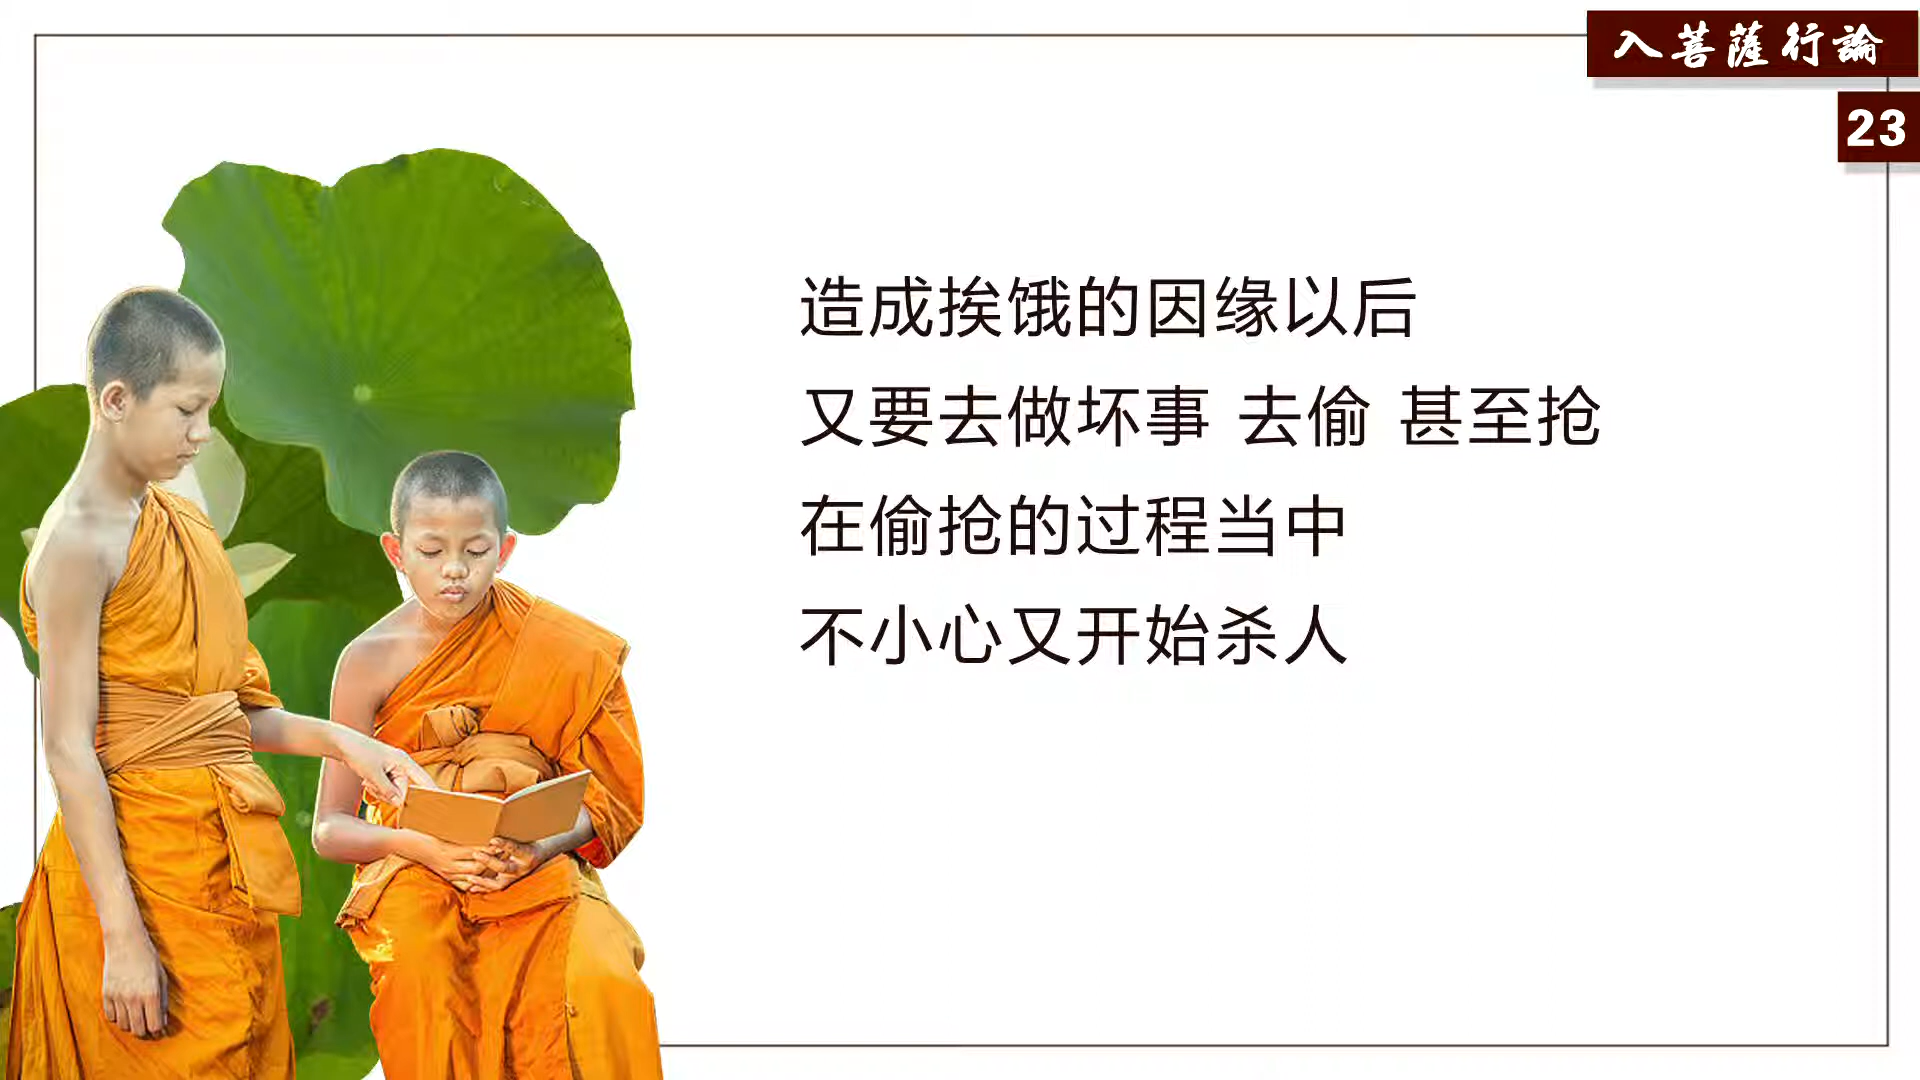 入菩薩行論
23
造成挨饿的因缘以后
又要去做坏事 去偷 甚至抢
在偷抢的过程当中
不小心又开始杀人